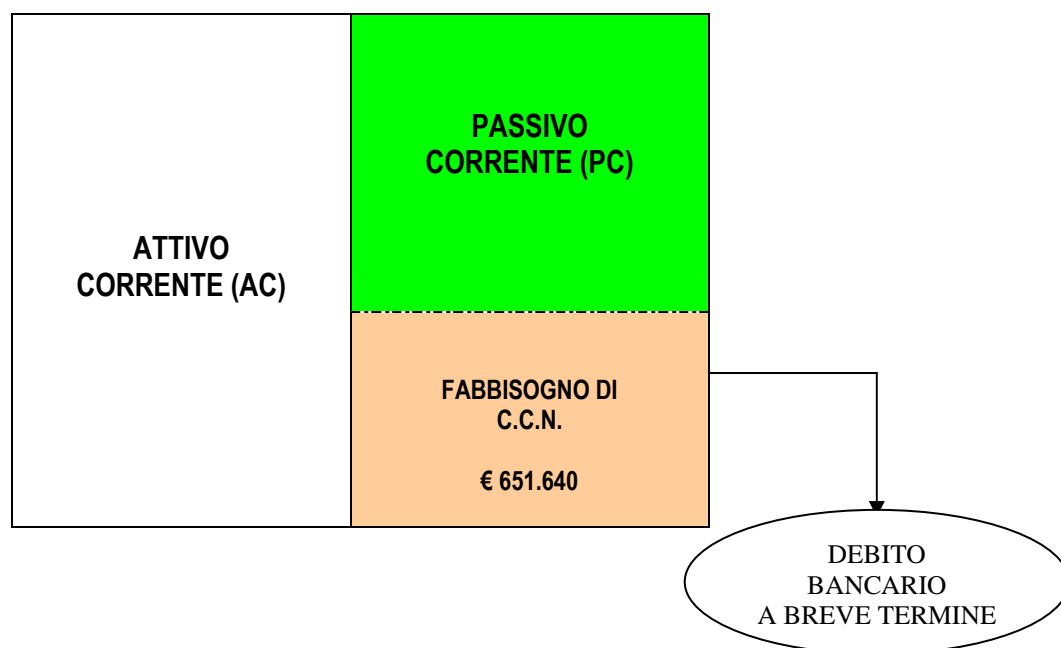 ATTIVO
CORRENTE (AC)
PASSIVO
CORRENTE (PC)
FABBISOGNO DI
C.C.N.
€ 651.640
DEBITO
BANCARIO
A BREVE TERMINE